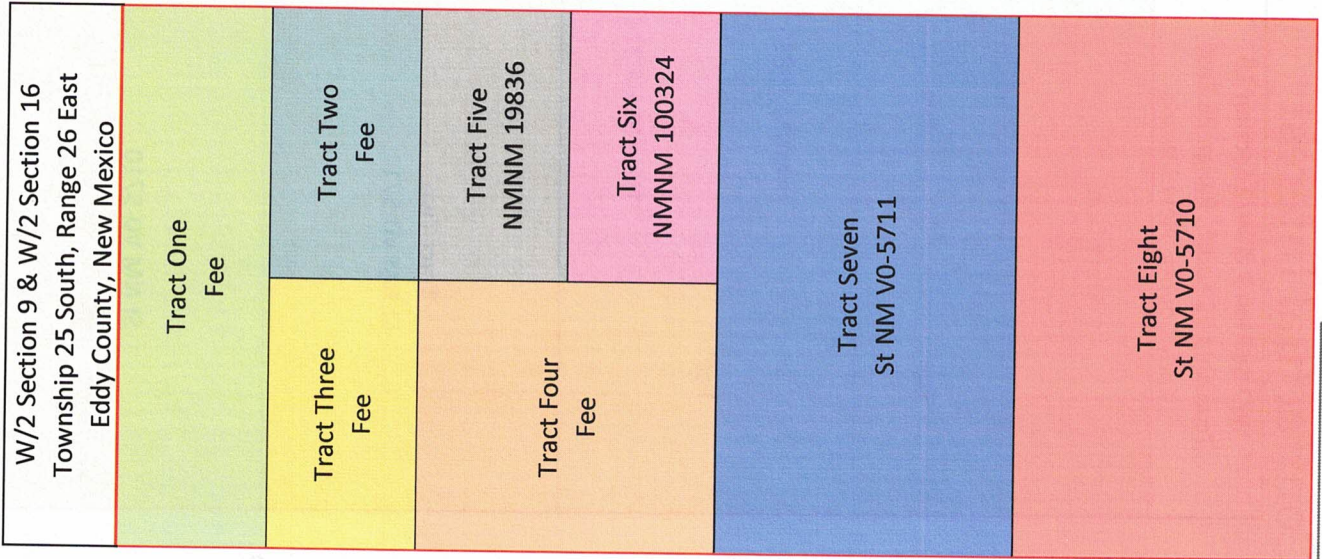 W/2 Section 9 & W/2 Section 16
Township 25 South, Range 26 East
Eddy County, New Mexico
Tract One
Fee
Tract Three
Fee
Tract Two
Fee
Tract Four
Fee
Tract Five
NMNM 19836
Tract Six
NMNM 100324
Tract Seven
St NM V0-5711
Tract Eight
St NM V0-5710